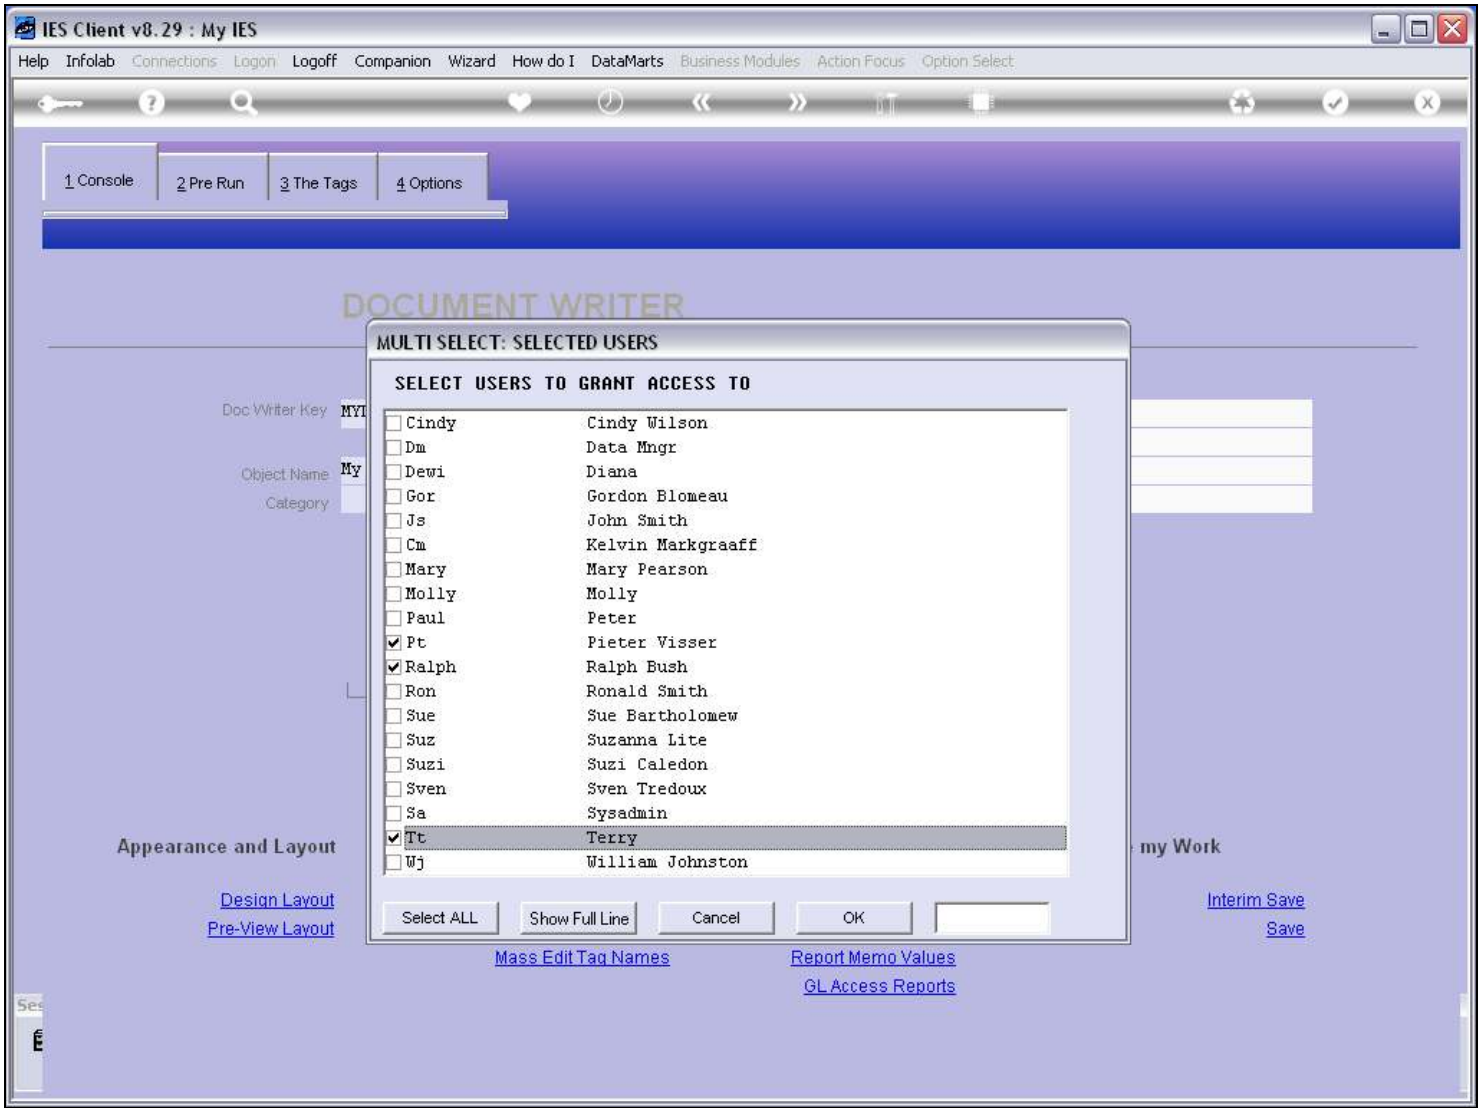 IES Client v8.29 : My IES
Help Infolab Connections Logon Logoff Companion Wizard How do I DataMarts Business Modules Action Focus Option Select
1 Console 2 Pre Run 3 The Tags 4 Options
DOCUMENT WRITER
MULTI SELECT: SELECTED USERS
SELECT USERS TO GRANT ACCESS TO
Doc Writer Key
Object Name My
Category
Cindy Cindy Wilson
Dm Data Mngr
Dewi Diana
Gor Gordon Blomeau
Js John Smith
Cm Kelvin Markgraaff
Mary Mary Pearson
Molly Molly
Paul Peter
Pt Pieter Visser
Ralph Ralph Bush
Ron Ronald Smith
Sue Sue Bartholomew
Suz Suzanna Lite
Suzi Suzi Caledon
Sven Sven Tredoux
Sa Sysadmin
Tt Terry
Wj William Johnston
Select ALL Show Full Line Cancel OK
Appearance and Layout
my Work
Design Layout
Pre-View Layout
Mass Edit Tag Names
Report Memo Values
GL Access Reports
Interim Save
Save